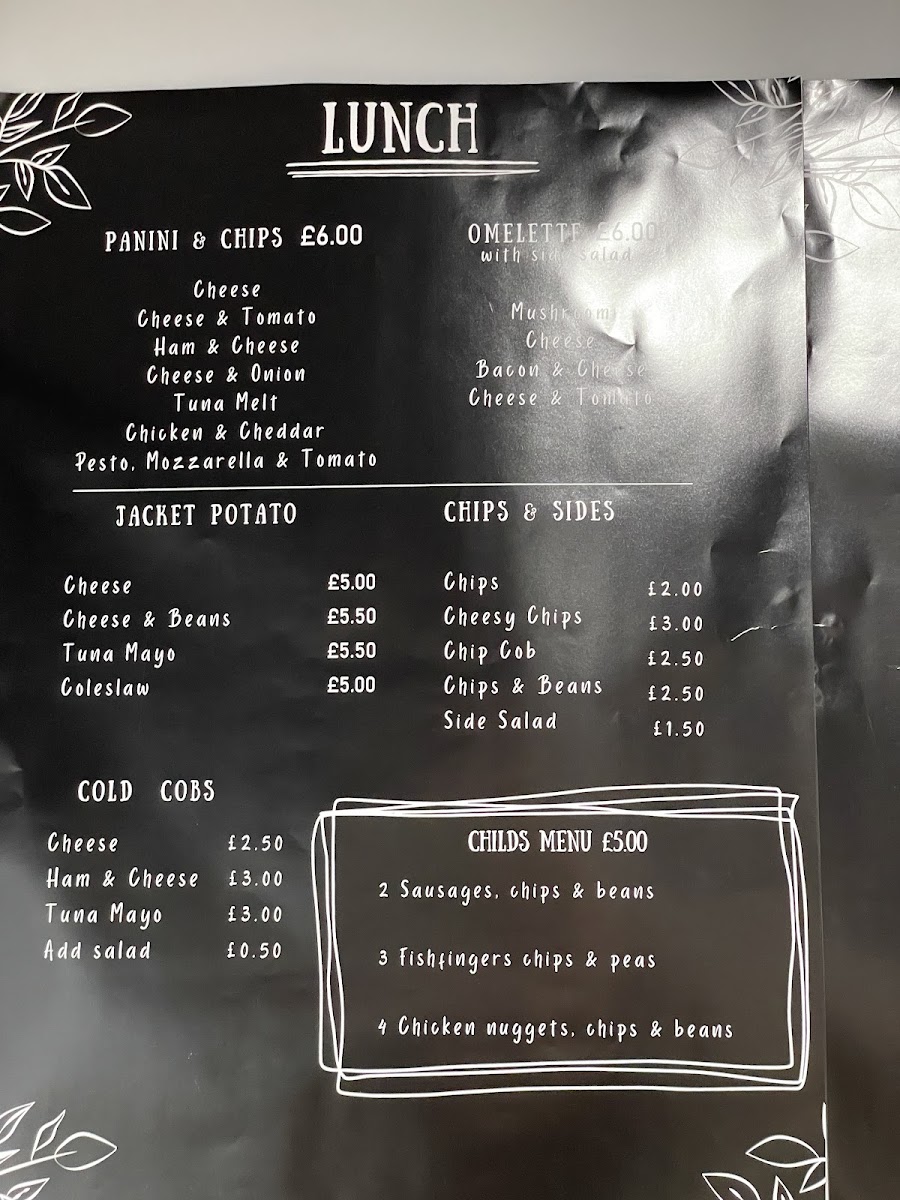 LUNCH
PANINI & CHIPS £6.00
Cheese
Cheese & Tomato
Ham & Cheese
Cheese & Onion
Tuna Melt
Chicken & Cheddar
Pesto, Mozzarella & Tomato
OMELETTE £6.00
with side salad
Mushroom
Cheese
Bacon & Cheese
Cheese & Tomato
JACKET POTATO
Cheese £5.00
Cheese & Beans £5.50
Tuna Mayo £5.50
Coleslaw £5.00
CHIPS & SIDES
Chips £2.00
Cheesy Chips £3.00
Chip Cob £2.50
Chips & Beans £2.50
Side Salad £1.50
COLD COBS
Cheese £2.50
Ham & Cheese £3.00
Tuna Mayo £3.00
Add salad £0.50
CHILDS MENU £5.00
2 Sausages, chips & beans
3 Fishfingers chips & peas
4 Chicken nuggets, chips & beans